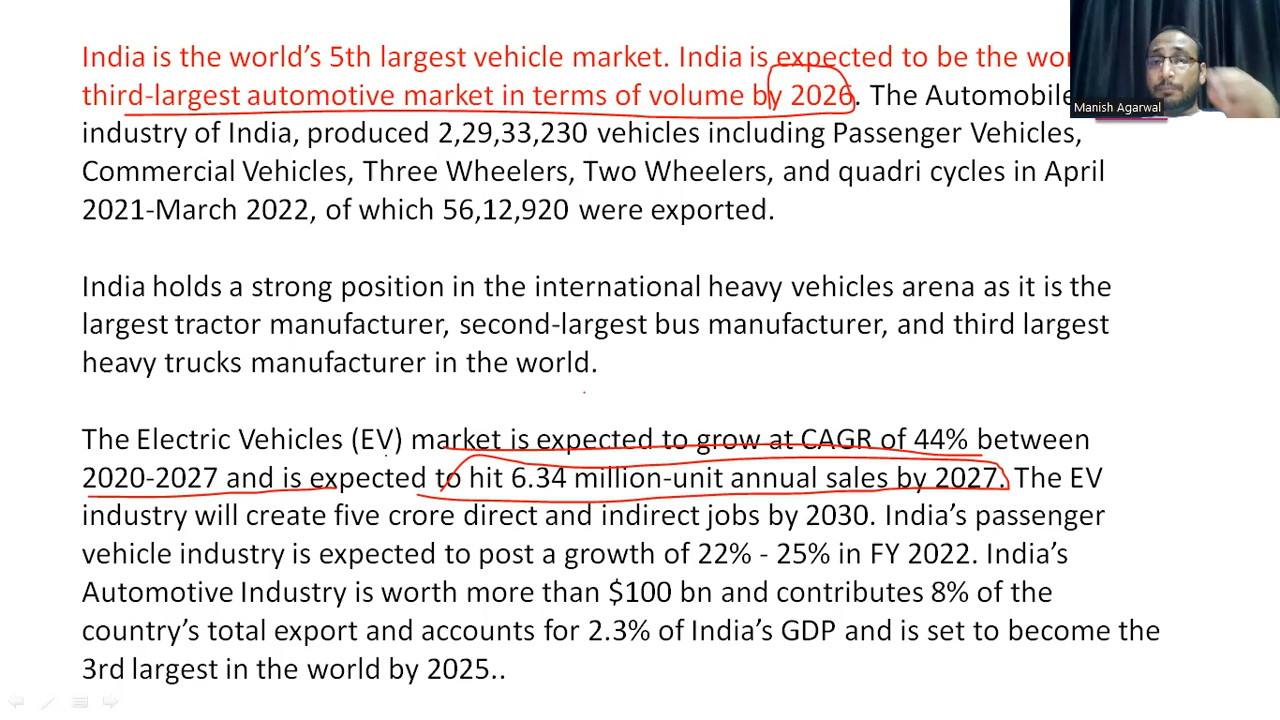 India is the world's 5th largest vehicle market. India is expected to be the
third-largest automotive market in terms of volume by 2026. The Automobile
Manish Agarwal
industry of India, produced 2,29,33,230 vehicles including Passenger Vehicles,
Commercial Vehicles, Three Wheelers, Two Wheelers, and quadri cycles in April
2021-March 2022, of which 56,12,920 were exported.
India holds a strong position in the international heavy vehicles arena as it is the
largest tractor manufacturer, second-largest bus manufacturer, and third largest
heavy trucks manufacturer in the world.
The Electric Vehicles (EV) market is expected to grow at CAGR of 44% between
2020-2027 and is expected to hit 6.34 million-unit annual sales by 2027. The EV
industry will create five crore direct and indirect jobs by 2030. India's passenger
vehicle industry is expected to post a growth of 22% - 25% in FY 2022. India's
Automotive Industry is worth more than $100 bn and contributes 8% of the
country's total export and accounts for 2.3% of India's GDP and is set to become the
3rd largest in the world by 2025..